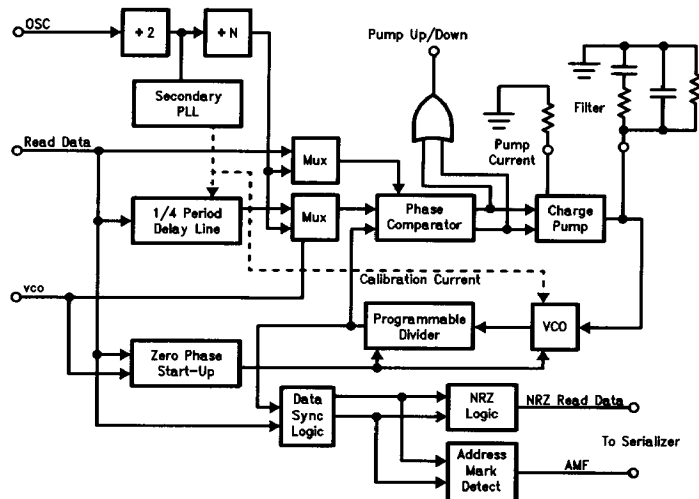 OSC
÷ 2
÷ N
Pump Up/Down
Secondary
PLL
Filter
Read Data
Mux
Pump
Current
1/4 Period
Delay Line
Mux
Phase
Comparator
Charge
Pump
Calibration Current
vco
Programmable
Divider
VCO
Zero Phase
Start-Up
Data
Sync
Logic
NRZ
Logic
NRZ Read Data
To Serializer
Address
Mark
Detect
AMF